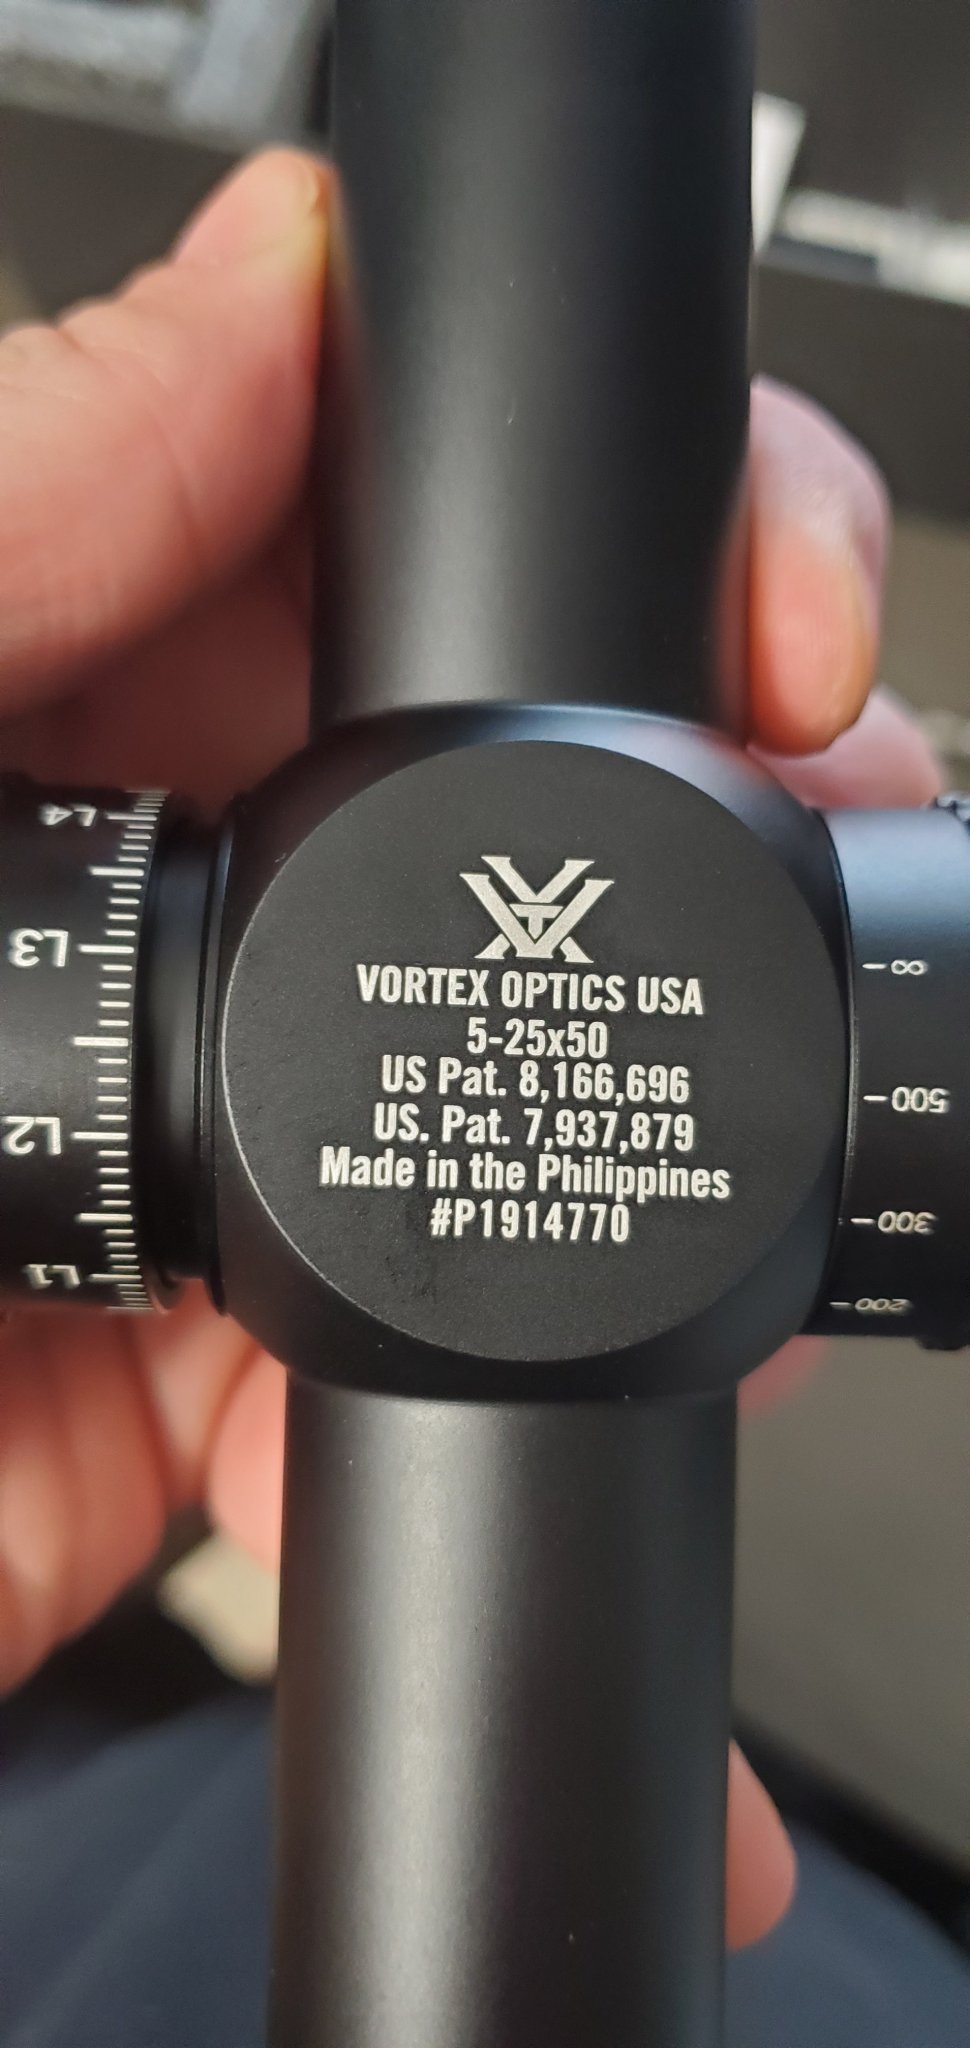 VORTEX OPTICS USA
5-25x50
US Pat. 8,166,696
US. Pat. 7,937,879
Made in the Philippines
#P1914770
L4
L3
L2
L1
∞
500
300
200